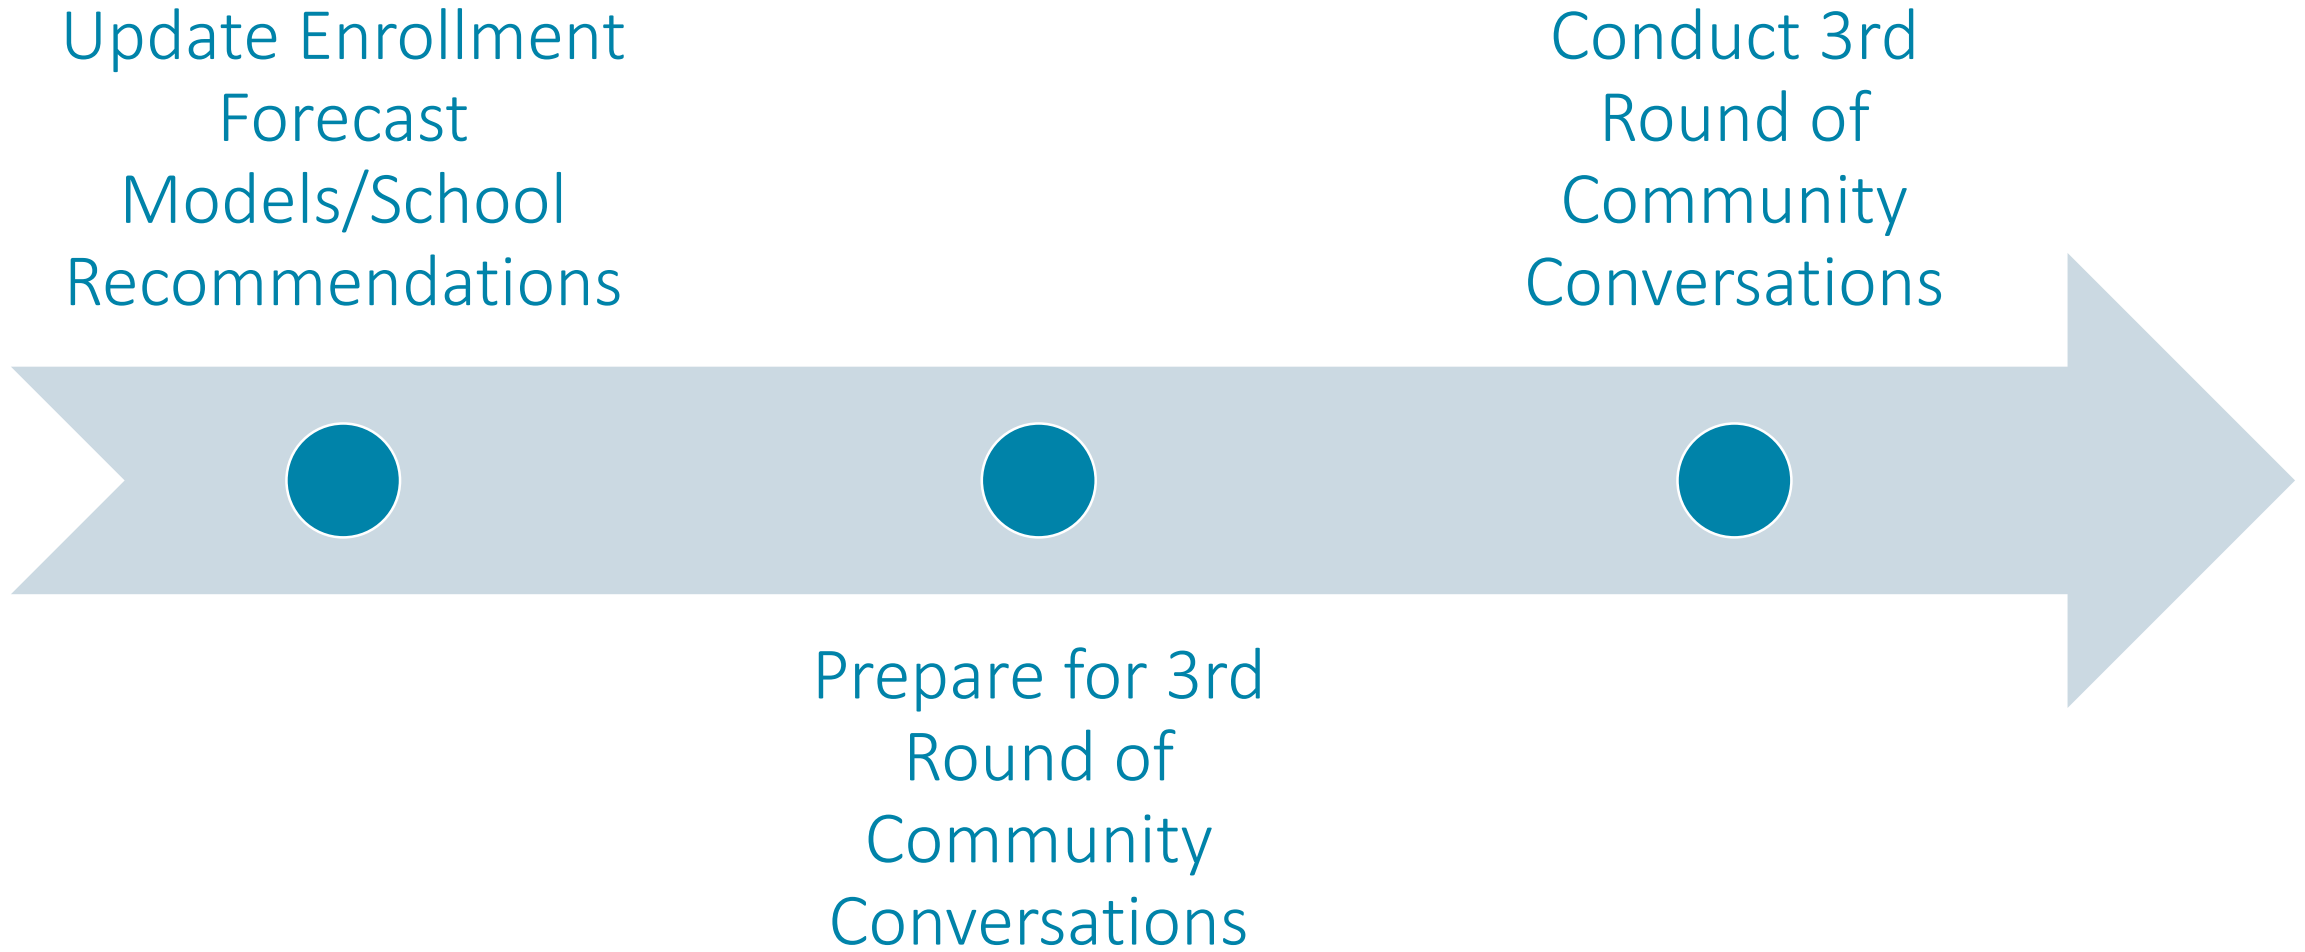 Update Enrollment
Forecast
Models/School
Recommendations
Prepare for 3rd
Round of
Community
Conversations
Conduct 3rd
Round of
Community
Conversations